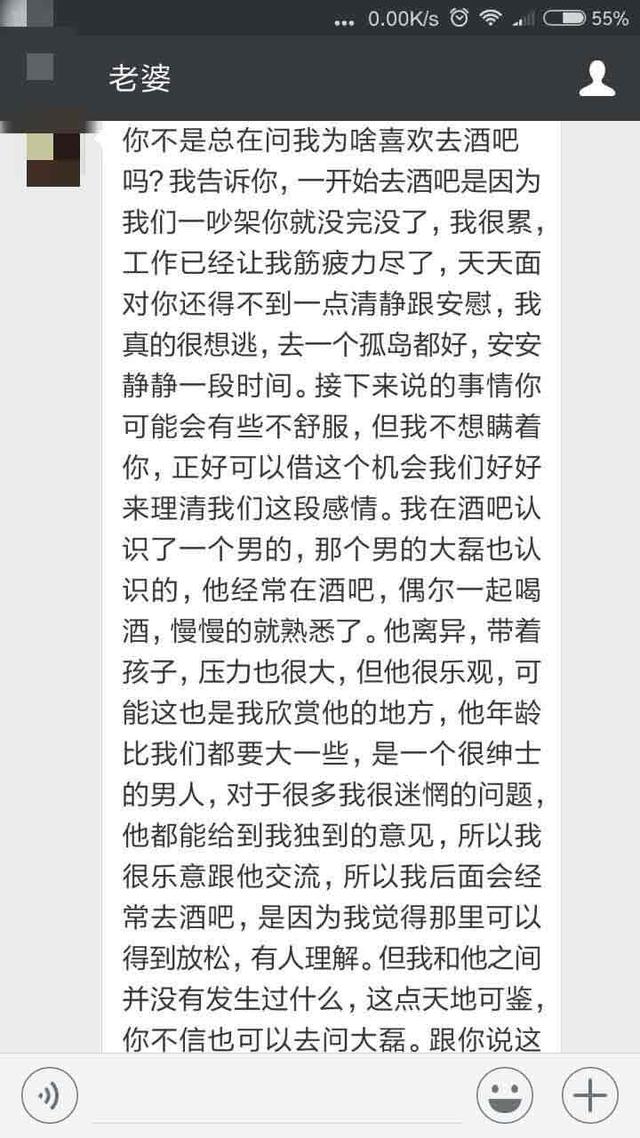 ... 0.00K/s 55%
老婆
你不是总在问我为啥喜欢去酒吧
吗?我告诉你,一开始去酒吧是因为
我们一吵架你就没完没了,我很累,
工作已经让我筋疲力尽了,天天面
对你还得不到一点清静跟安慰,我
真的很想逃,去一个孤岛都好,安安
静静一段时间。接下来说的事情你
可能会有些不舒服,但我不想瞒着
你,正好可以借这个机会我们好好
来理清我们这段感情。我在酒吧认
识了一个男的,那个男的大磊也认
识的,他经常在酒吧,偶尔一起喝
酒,慢慢的就熟悉了。他离异,带着
孩子,压力也很大,但他很乐观,可
能这也是我欣赏他的地方,他年龄
比我们都要大一些,是一个很绅士
的男人,对于很多我很迷惘的问题,
他都能给到我独到的意见,所以我
很乐意跟他交流,所以我后面会经
常去酒吧,是因为我觉得那里可以
得到放松,有人理解。但我和他之间
并没有发生过什么,这点天地可鉴,
你不信也可以去问大磊。跟你说这